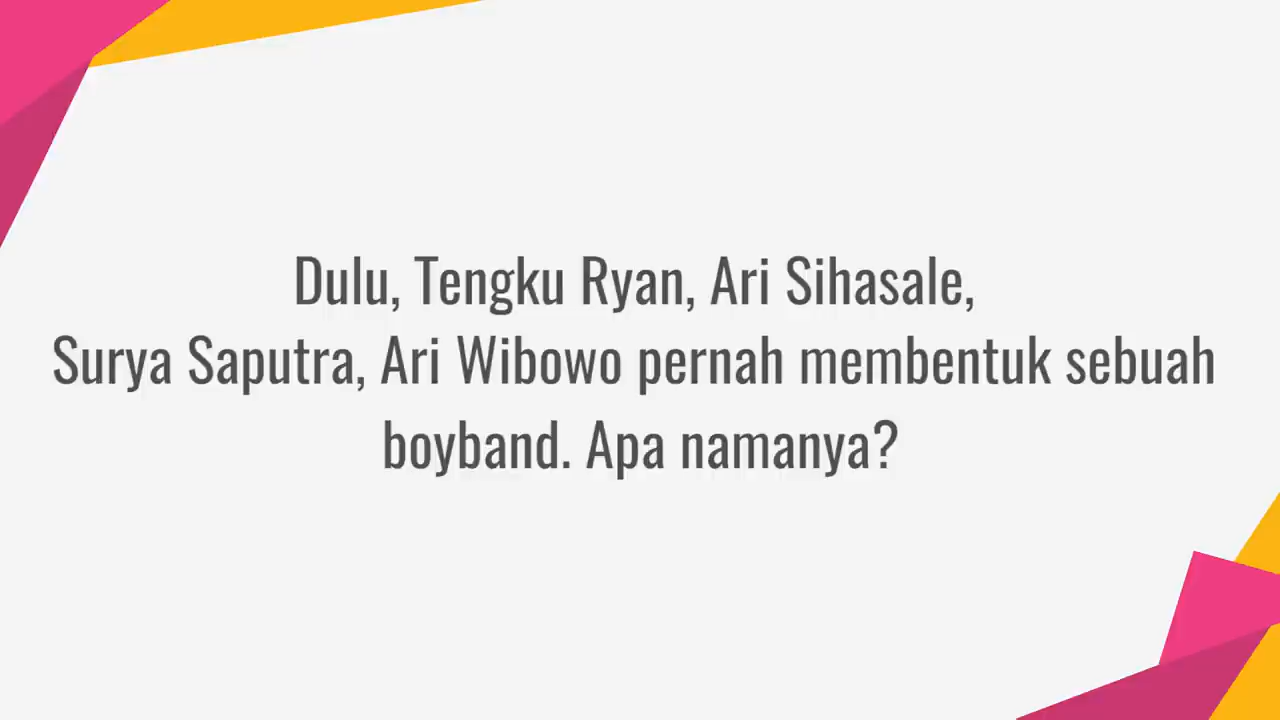 Dulu, Tengku Ryan, Ari Sihasale,
Surya Saputra, Ari Wibowo pernah membentuk sebuah
boyband. Apa namanya?